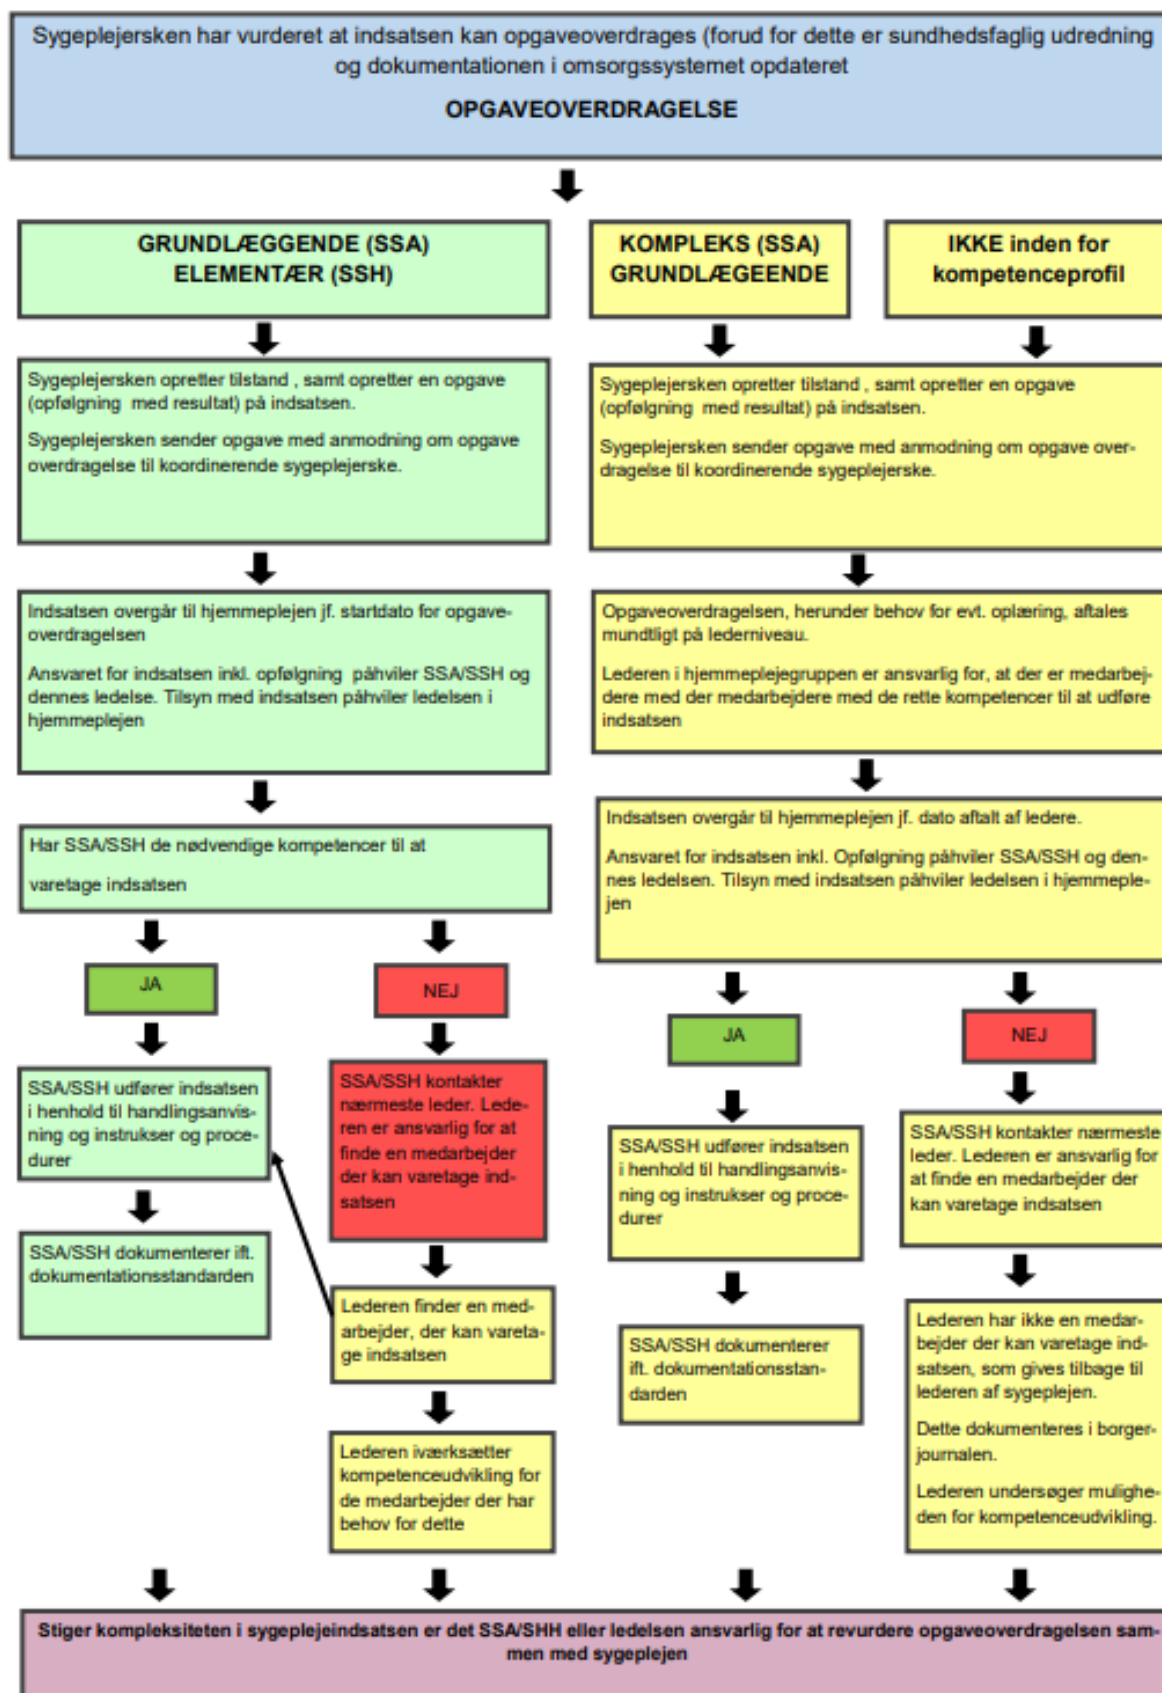 Sygeplejersken har vurderet at indsatsen kan opgaveoverdrages (forud for dette er sundhedsfaglig udredning
og dokumentationen i omsorgssystemet opdateret
OPGAVEOVERDRAGELSE
GRUNDLÆGGENDE (SSA)
ELEMENTÆR (SSH)
Sygeplejersken opretter tilstand , samt opretter en opgave
(opfølgning med resultat) på indsatsen.
Sygeplejersken sender opgave med anmodning om opgave
overdragelse til koordinerende sygeplejerske.
Indsatsen overgår til hjemmeplejen jf. startdato for opgave-
overdragelsen
Ansvaret for indsatsen inkl. opfølgning påhviler SSA/SSH og
dennes ledelse. Tilsyn med indsatsen påhviler ledelsen i
hjemmeplejen
Har SSA/SSH de nødvendige kompetencer til at
varetage indsatsen
JA
SSA/SSH udfører indsatsen
i henhold til handlingsanvis-
ning og instrukser og proce-
durer
SSA/SSH dokumenterer ift.
dokumentationsstandarden
NEJ
SSA/SSH kontakter
nærmeste leder. Lede-
ren er ansvarlig for at
finde en medarbejder
der kan varetage ind-
satsen
Lederen finder en med-
arbejder, der kan vareta-
ge indsatsen
Lederen iværksætter
kompetenceudvikling for
de medarbejder der har
behov for dette
KOMPLEKS (SSA)
GRUNDLÆGEENDE
IKKE inden for
kompetenceprofil
Sygeplejersken opretter tilstand , samt opretter en opgave
(opfølgning med resultat) på indsatsen.
Sygeplejersken sender opgave med anmodning om opgave over-
dragelse til koordinerende sygeplejerske.
Opgaveoverdragelsen, herunder behov for evt. oplæring, aftales
mundtligt på lederniveau.
Lederen i hjemmeplejegruppen er ansvarlig for, at der er medarbej-
dere med der medarbejdere med de rette kompetencer til at udføre
indsatsen
Indsatsen overgår til hjemmeplejen jf. dato aftalt af ledere.
Ansvaret for indsatsen inkl. Opfølgning påhviler SSA/SSH og den-
nes ledelsen. Tilsyn med indsatsen påhviler ledelsen i hjemmeple-
jen
JA
SSA/SSH udfører indsatsen
i henhold til handlingsanvis-
ning og instrukser og proce-
durer
SSA/SSH dokumenterer
ift. dokumentationsstan-
darden
NEJ
SSA/SSH kontakter nærmeste
leder. Lederen er ansvarlig for
at finde en medarbejder der
kan varetage indsatsen
Lederen har ikke en medar-
bejder der kan varetage ind-
satsen, som gives tilbage til
lederen af sygeplejen.
Dette dokumenteres i borger-
journalen.
Lederen undersøger mulighe-
den for kompetenceudvikling.
Stiger kompleksiteten i sygeplejeindsatsen er det SSA/SHH eller ledelsen ansvarlig for at revurdere opgaveoverdragelsen sam-
men med sygeplejen